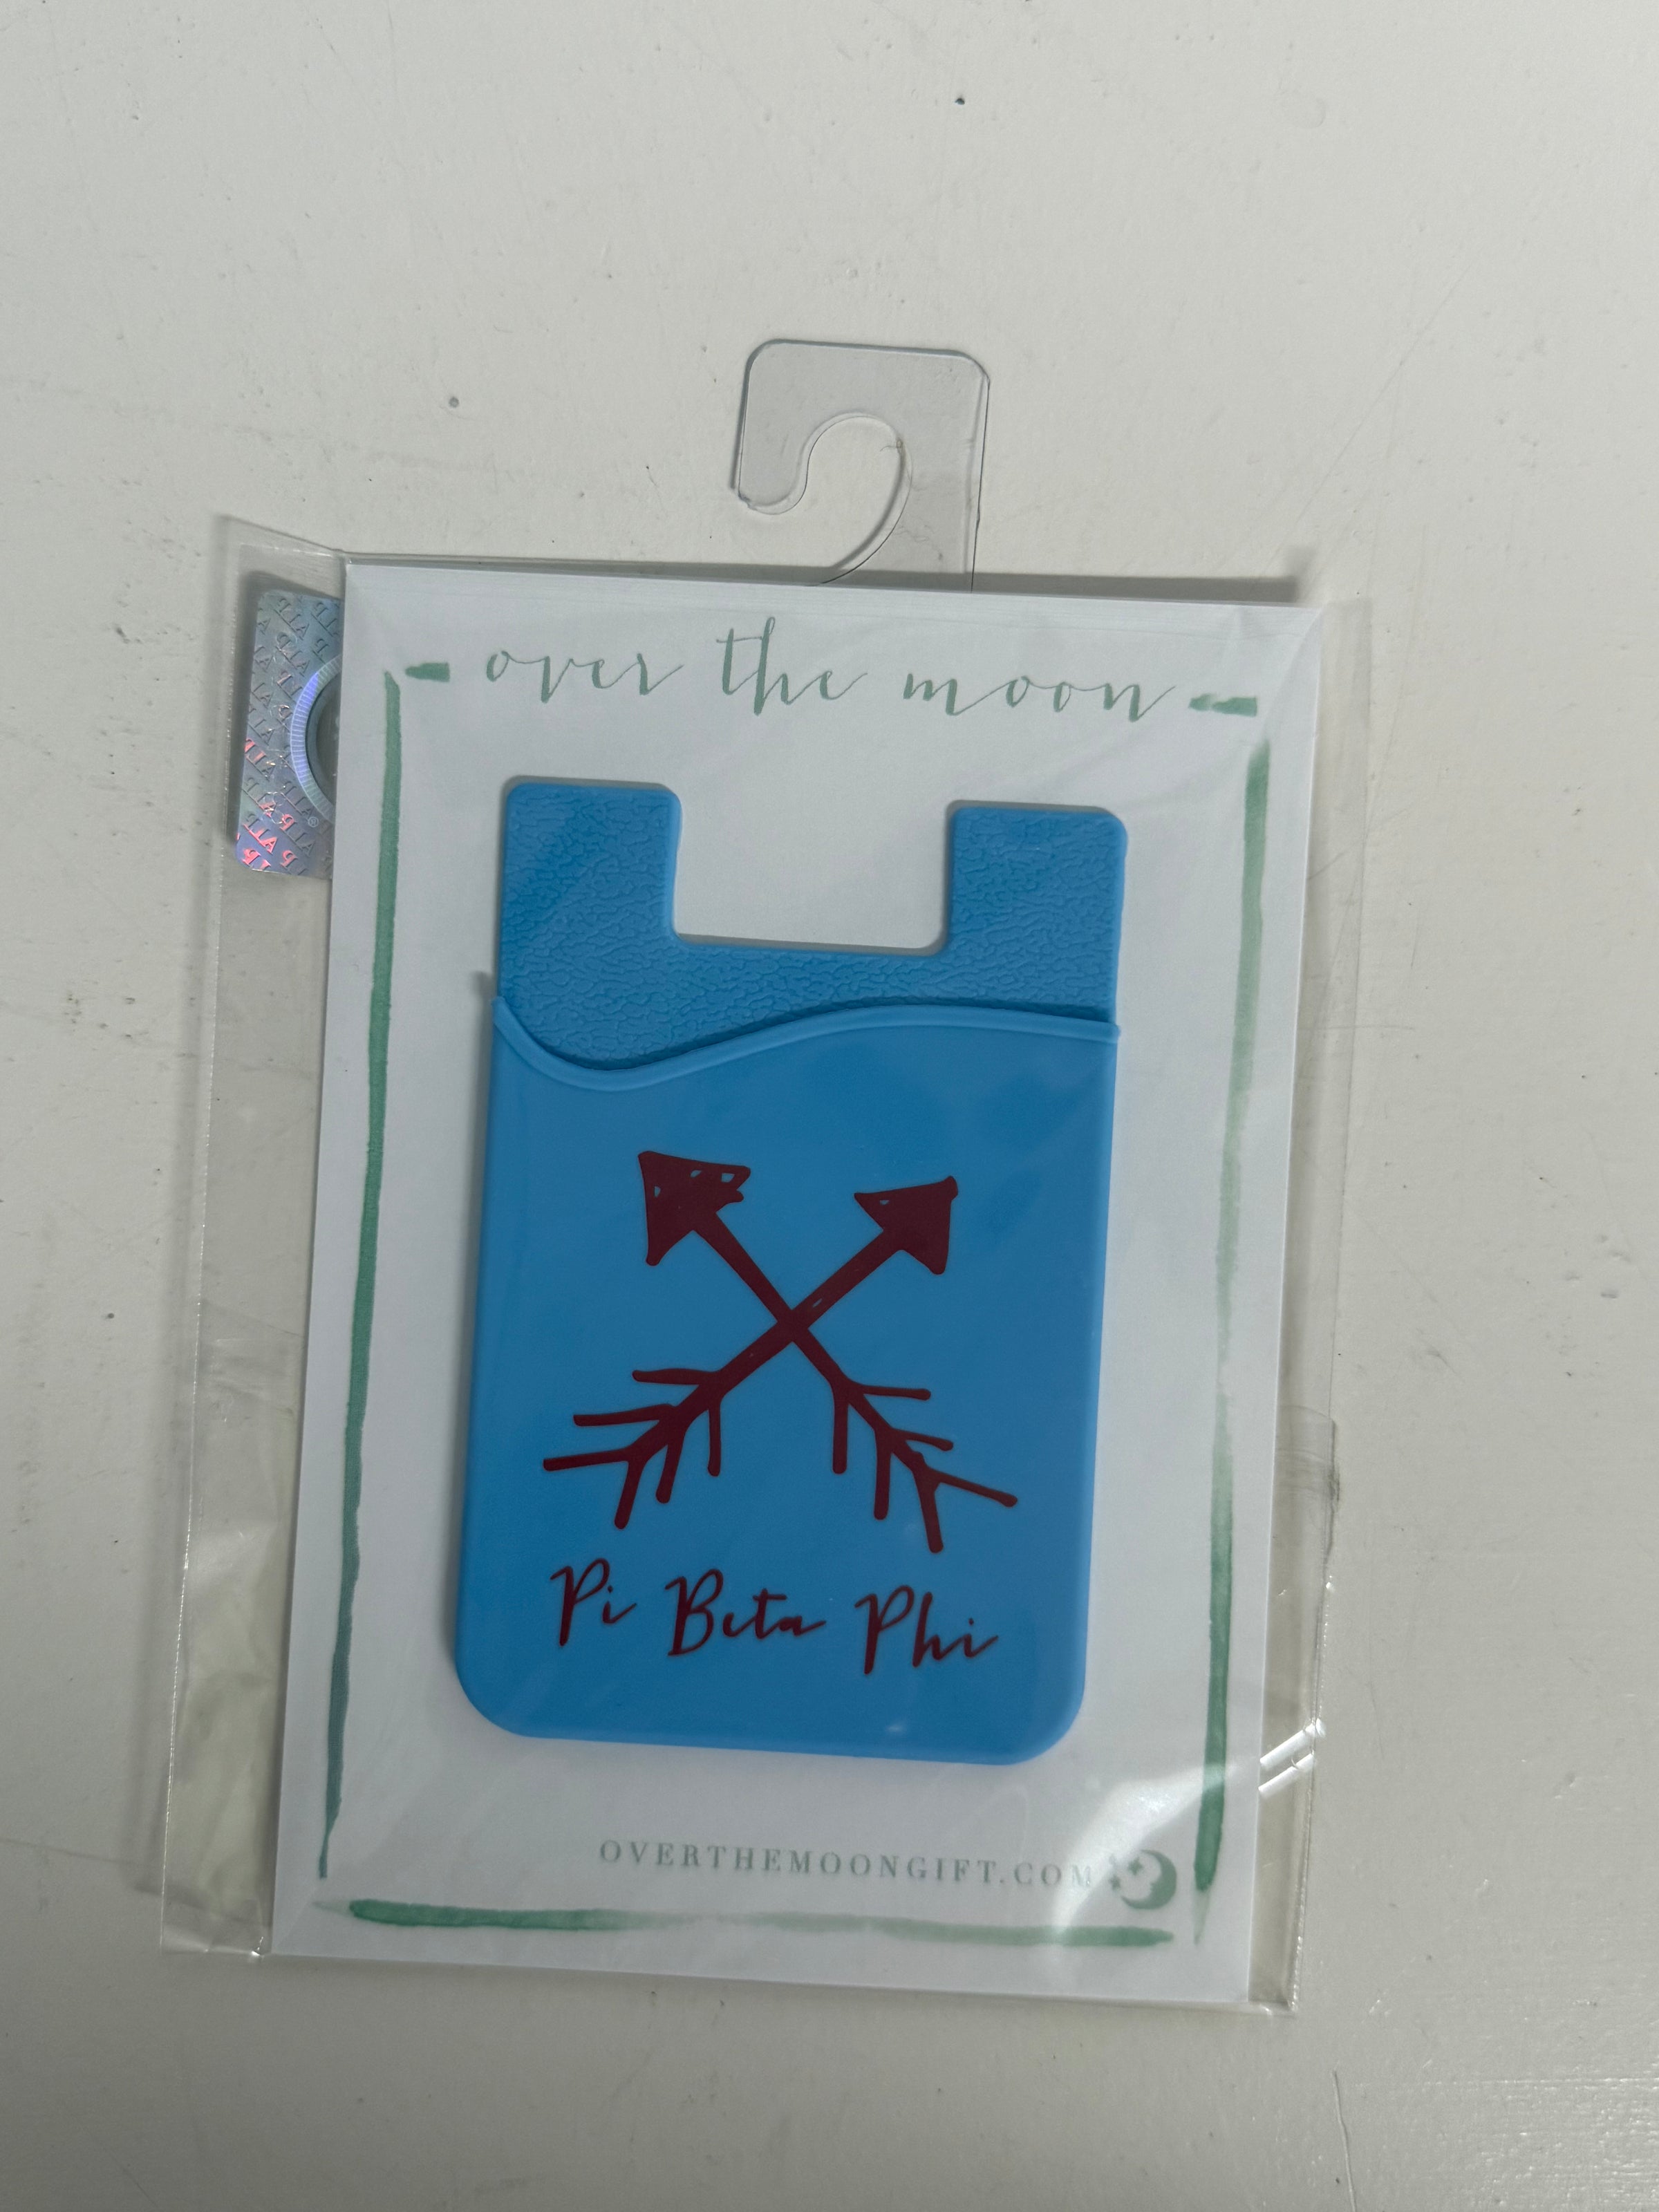 over the moon
Pi Beta Phi
OVERTHEMOONGIFT.COM